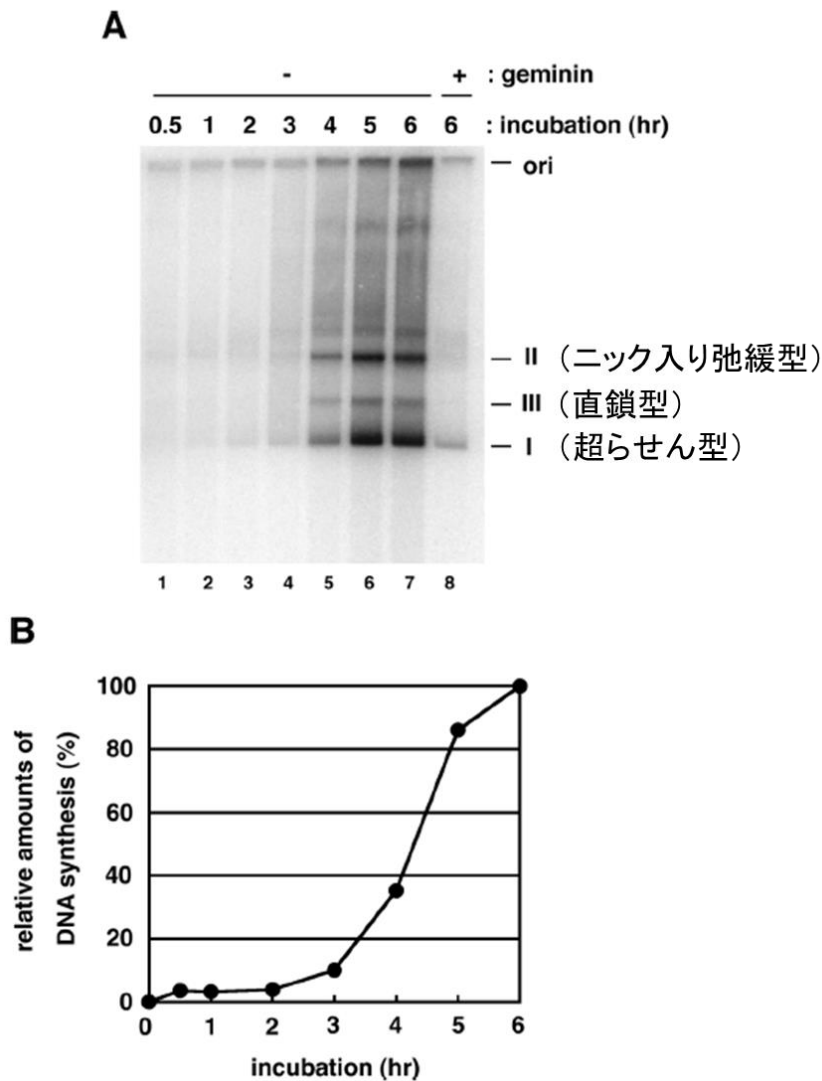 A
- + : geminin
0.5 1 2 3 4 5 6 6 : incubation (hr)
ori
II （ニック入り弛緩型）
III （直鎖型）
I （超らせん型）
1 2 3 4 5 6 7 8
B
relative amounts of
DNA synthesis (%)
100
80
60
40
20
0
0 1 2 3 4 5 6
incubation (hr)